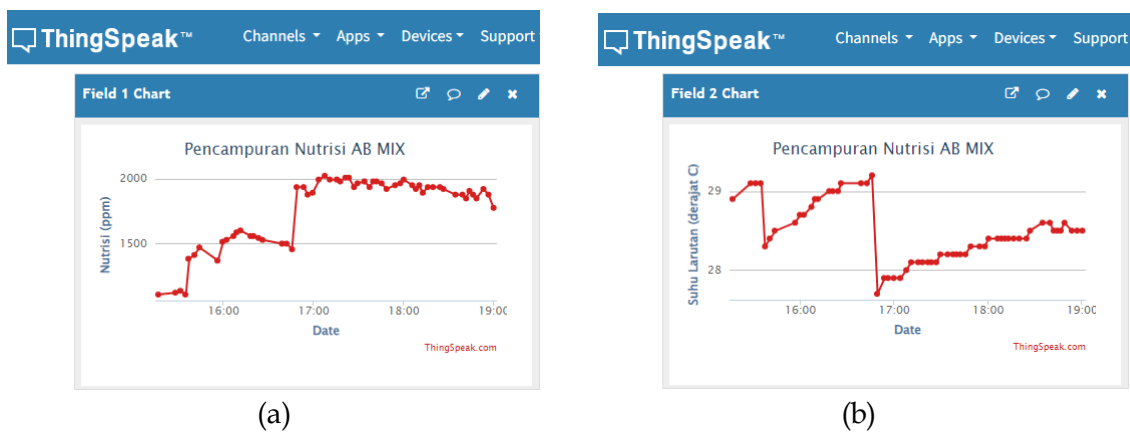 ThingSpeak™ Channels Apps Devices Support
Field 1 Chart
Pencampuran Nutrisi AB MIX
Nutrisi (ppm)
2000
1500
16:00 17:00 18:00 19:00
Date
ThingSpeak.com
(a)
ThingSpeak™ Channels Apps Devices Support
Field 2 Chart
Pencampuran Nutrisi AB MIX
Suhu Larutan (derajat C)
29
28
16:00 17:00 18:00 19:00
Date
ThingSpeak.com
(b)